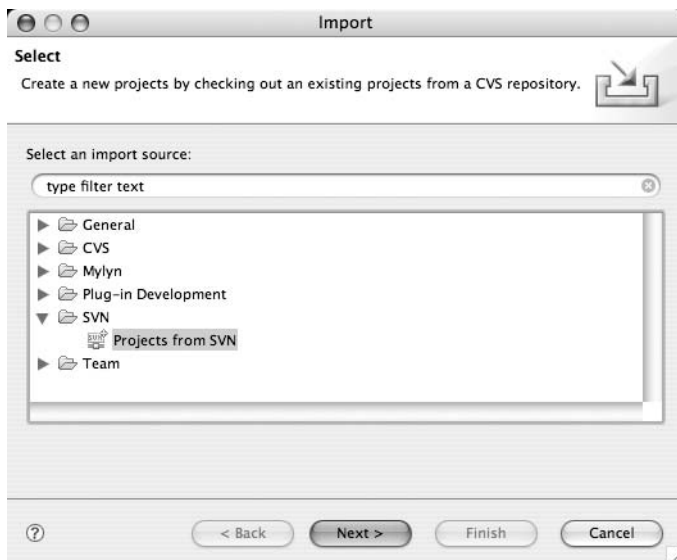 Import
Select
Create a new projects by checking out an existing projects from a CVS repository.
Select an import source:
type filter text
General
CVS
Mylyn
Plug-in Development
SVN
Projects from SVN
Team
?
< Back
Next >
Finish
Cancel